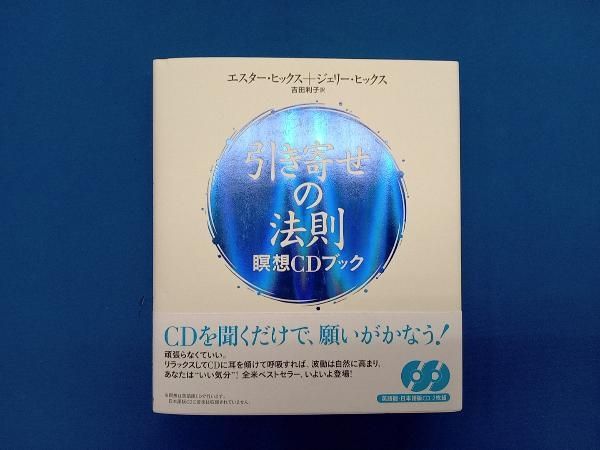 エスター・ヒックス+ジェリー・ヒックス
吉田利子 訳
引き寄せ
の
法則
瞑想CDブック
CDを聞くだけで、願いがかなう!
頑張らなくていい。
リラックスしてCDに耳を傾けて呼吸すれば、波動は自然に高まり、
あなたは“いい気分”! 全米ベストセラー、いよいよ登場!
英語版・日本語版CD 2枚組